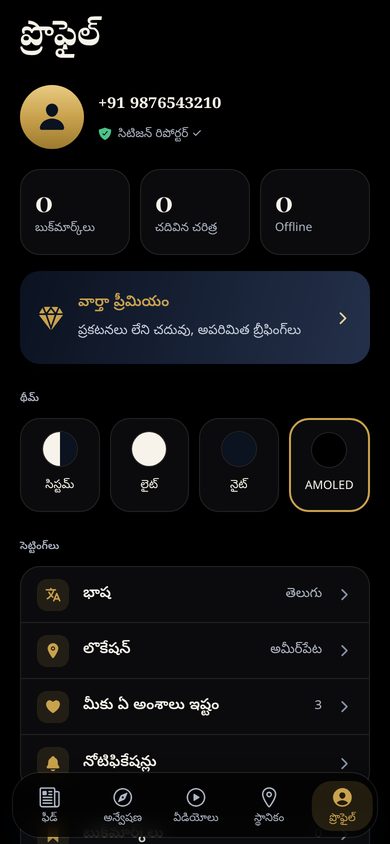 ప్రొఫైల్
+91 9876543210
సిటిజన్ రిపోర్టర్ ✓
0 0 0
బుక్‌మార్క్‌లు చదివిన చరిత్ర Offline
వార్తా ప్రీమియం
ప్రకటనలు లేని చదువు, అపరిమిత బ్రీఫింగ్‌లు
థీమ్
సిస్టమ్ లైట్ నైట్ AMOLED
సెట్టింగ్‌లు
భాష తెలుగు
లొకేషన్ అమీర్‌పేట
మీకు ఏ అంశాలు ఇష్టం 3
నోటిఫికేషన్లు
బుక్‌మార్క్‌లు 0
ఫీడ్ అన్వేషణ వీడియోలు స్థానికం ప్రొఫైల్